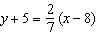 y + 5 = 2/7 (x − 8)